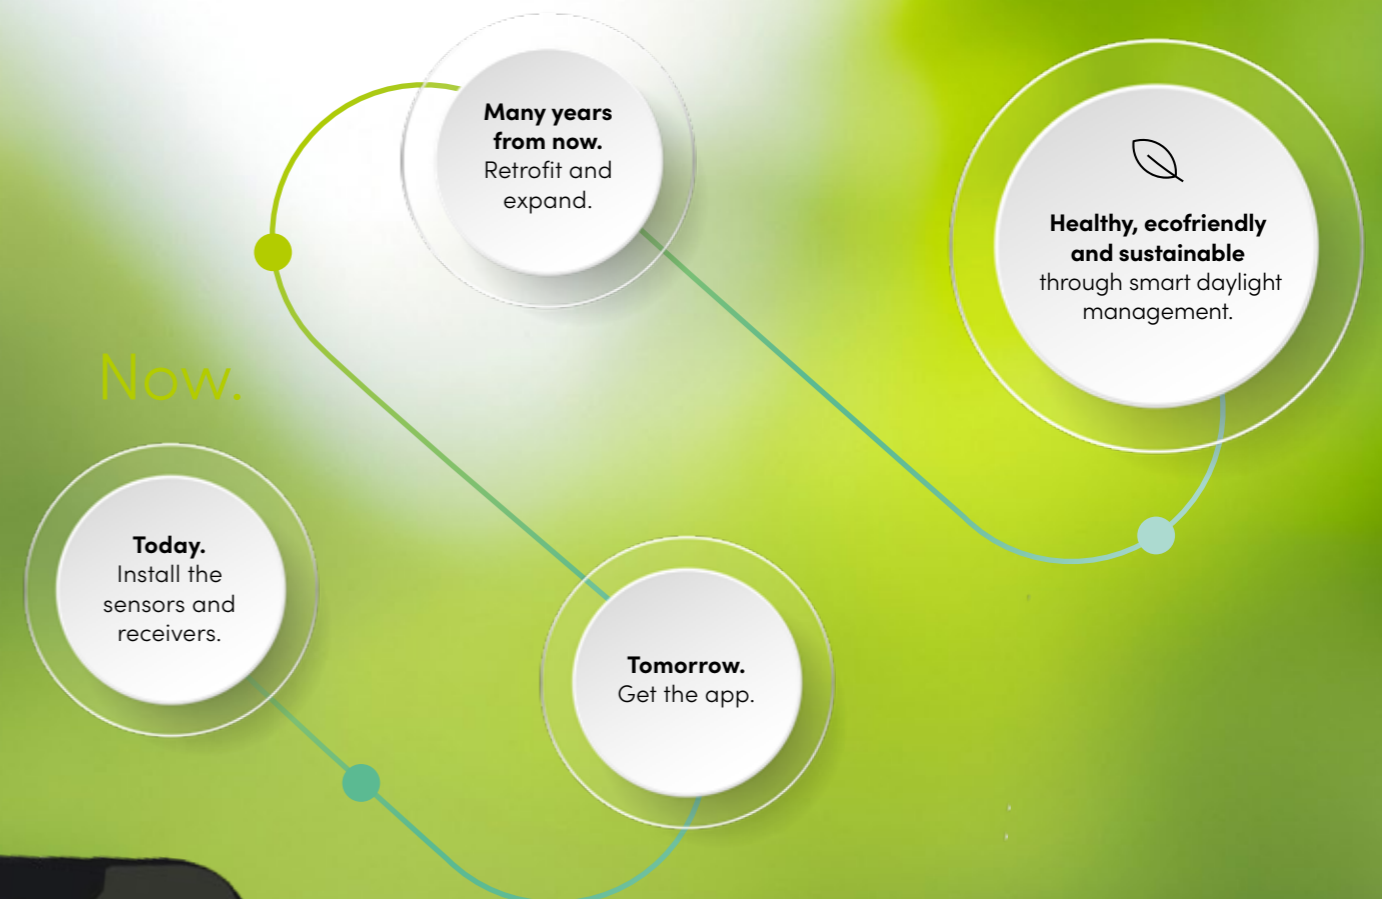 Now.
Today.
Install the
sensors and
receivers.
Tomorrow.
Get the app.
Many years
from now.
Retrofit and
expand.
Healthy, ecofriendly
and sustainable
through smart daylight
management.